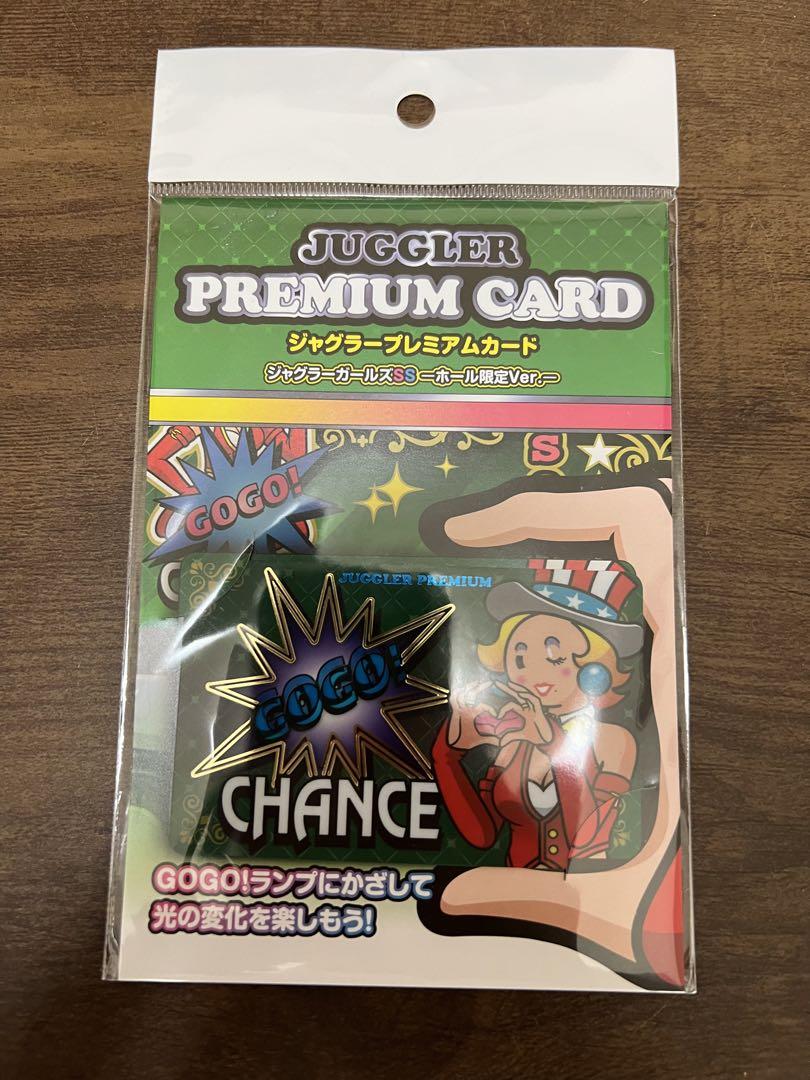 JUGGLER
PREMIUM CARD
ジャグラープレミアムカード
ジャグラーガールズSS ーホール限定Ver.ー
S
GOGO!
C
JUGGLER PREMIUM
GOGO!
CHANCE
GOGO!ランプにかざして
光の変化を楽しもう!